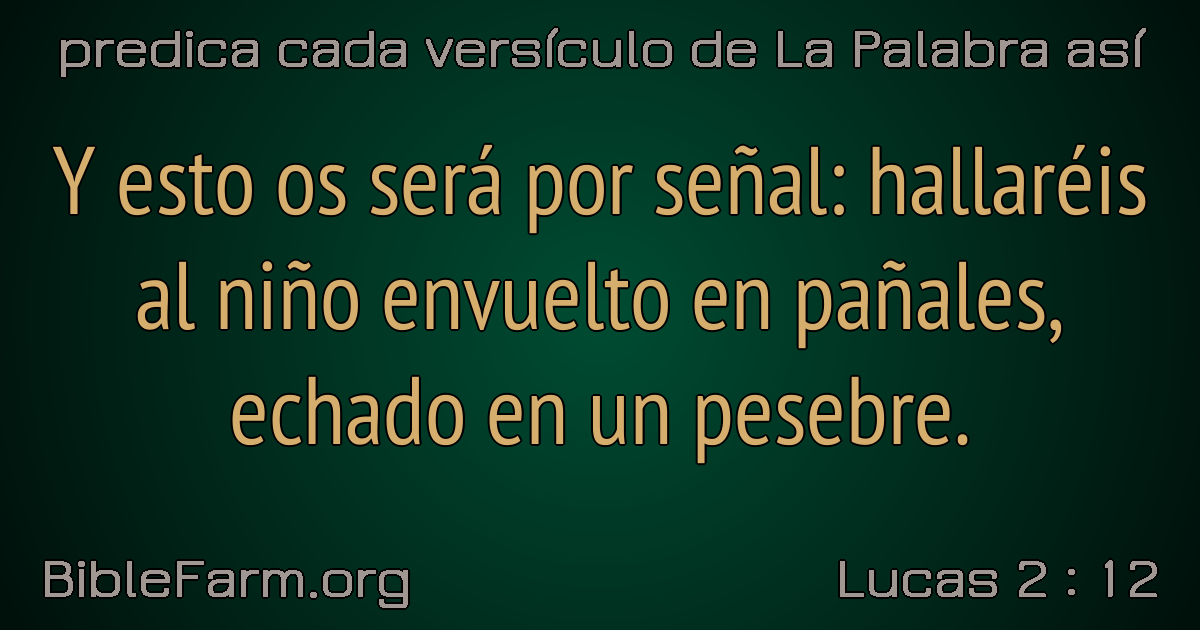 predica cada versículo de La Palabra así
Y esto os será por señal: hallaréis
al niño envuelto en pañales,
echado en un pesebre.
BibleFarm.org
Lucas 2 : 12